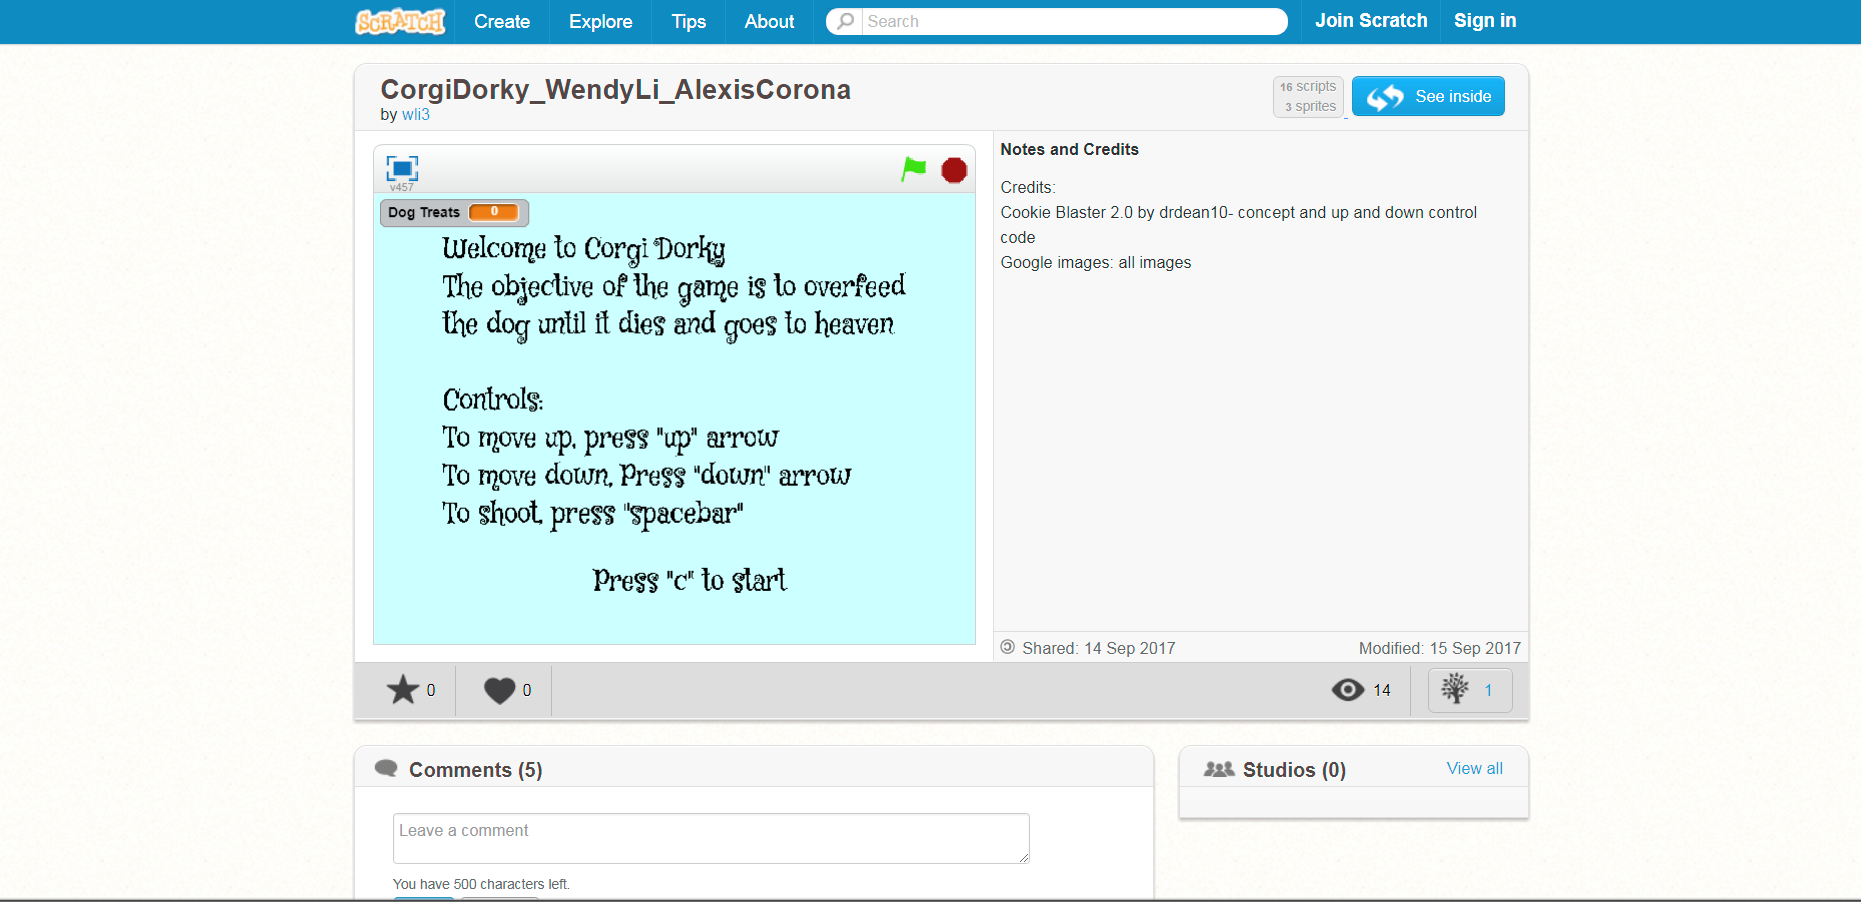 SCRATCH
Create
Explore
Tips
About
Search
Join Scratch
Sign in
CorgiDorky_WendyLi_AlexisCorona
by wli3
16 scripts
3 sprites
See inside
v457
Dog Treats 0
Welcome to Corgi Dorky
The objective of the game is to overfeed
the dog until it dies and goes to heaven
Controls:
To move up, press "up" arrow
To move down, Press "down" arrow
To shoot, press "spacebar"
Press "c" to start
Notes and Credits
Credits:
Cookie Blaster 2.0 by drdean10- concept and up and down control
code
Google images: all images
Shared: 14 Sep 2017
Modified: 15 Sep 2017
0
0
14
1
Comments (5)
Leave a comment
You have 500 characters left.
Studios (0)
View all